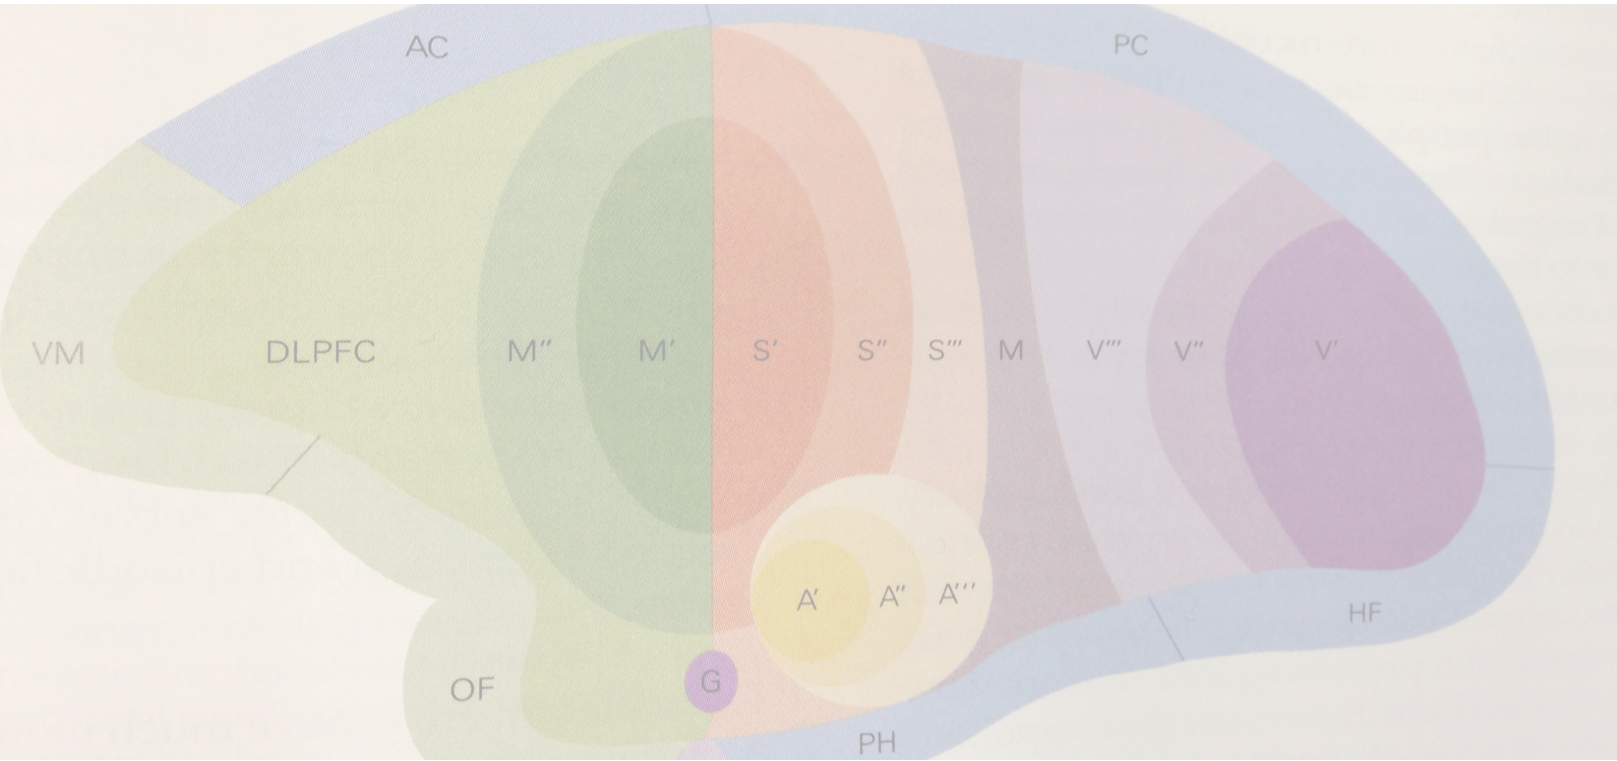 AC
PC
VM
DLPFC
M″
M′
S′
S″
S‴
M
V‴
V″
V′
A′
A″
A′′′
HF
G
OF
PH